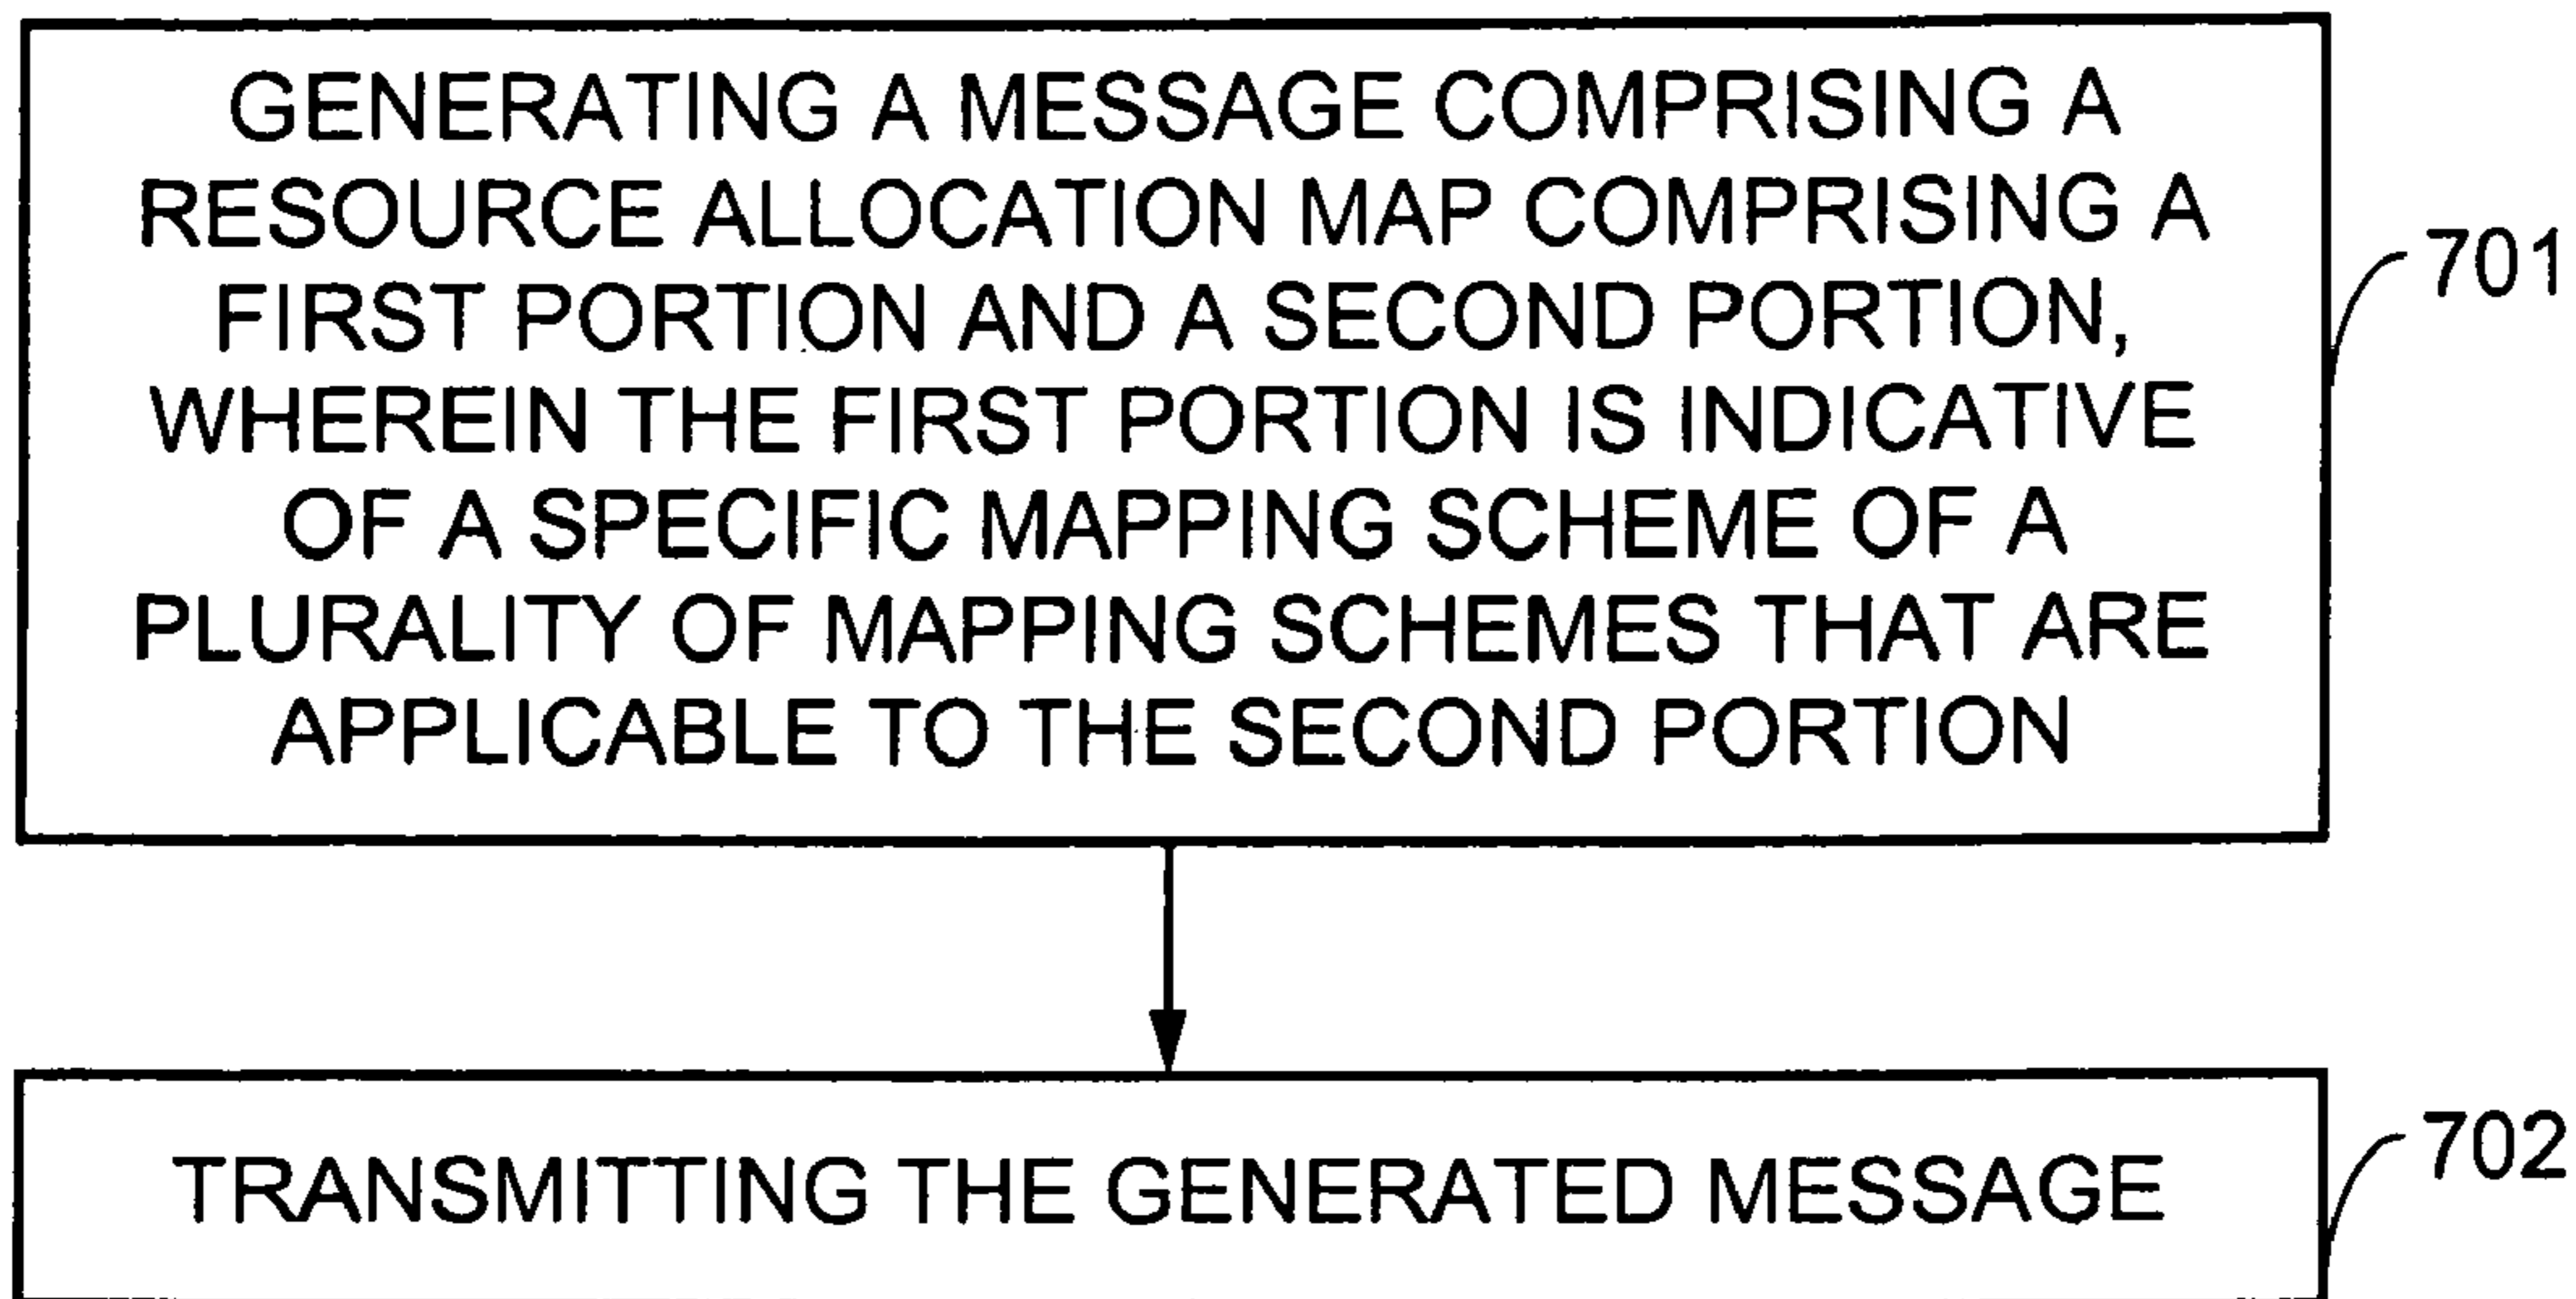 GENERATING A MESSAGE COMPRISING A
RESOURCE ALLOCATION MAP COMPRISING A
FIRST PORTION AND A SECOND PORTION,
WHEREIN THE FIRST PORTION IS INDICATIVE
OF A SPECIFIC MAPPING SCHEME OF A
PLURALITY OF MAPPING SCHEMES THAT ARE
APPLICABLE TO THE SECOND PORTION
701
TRANSMITTING THE GENERATED MESSAGE
702